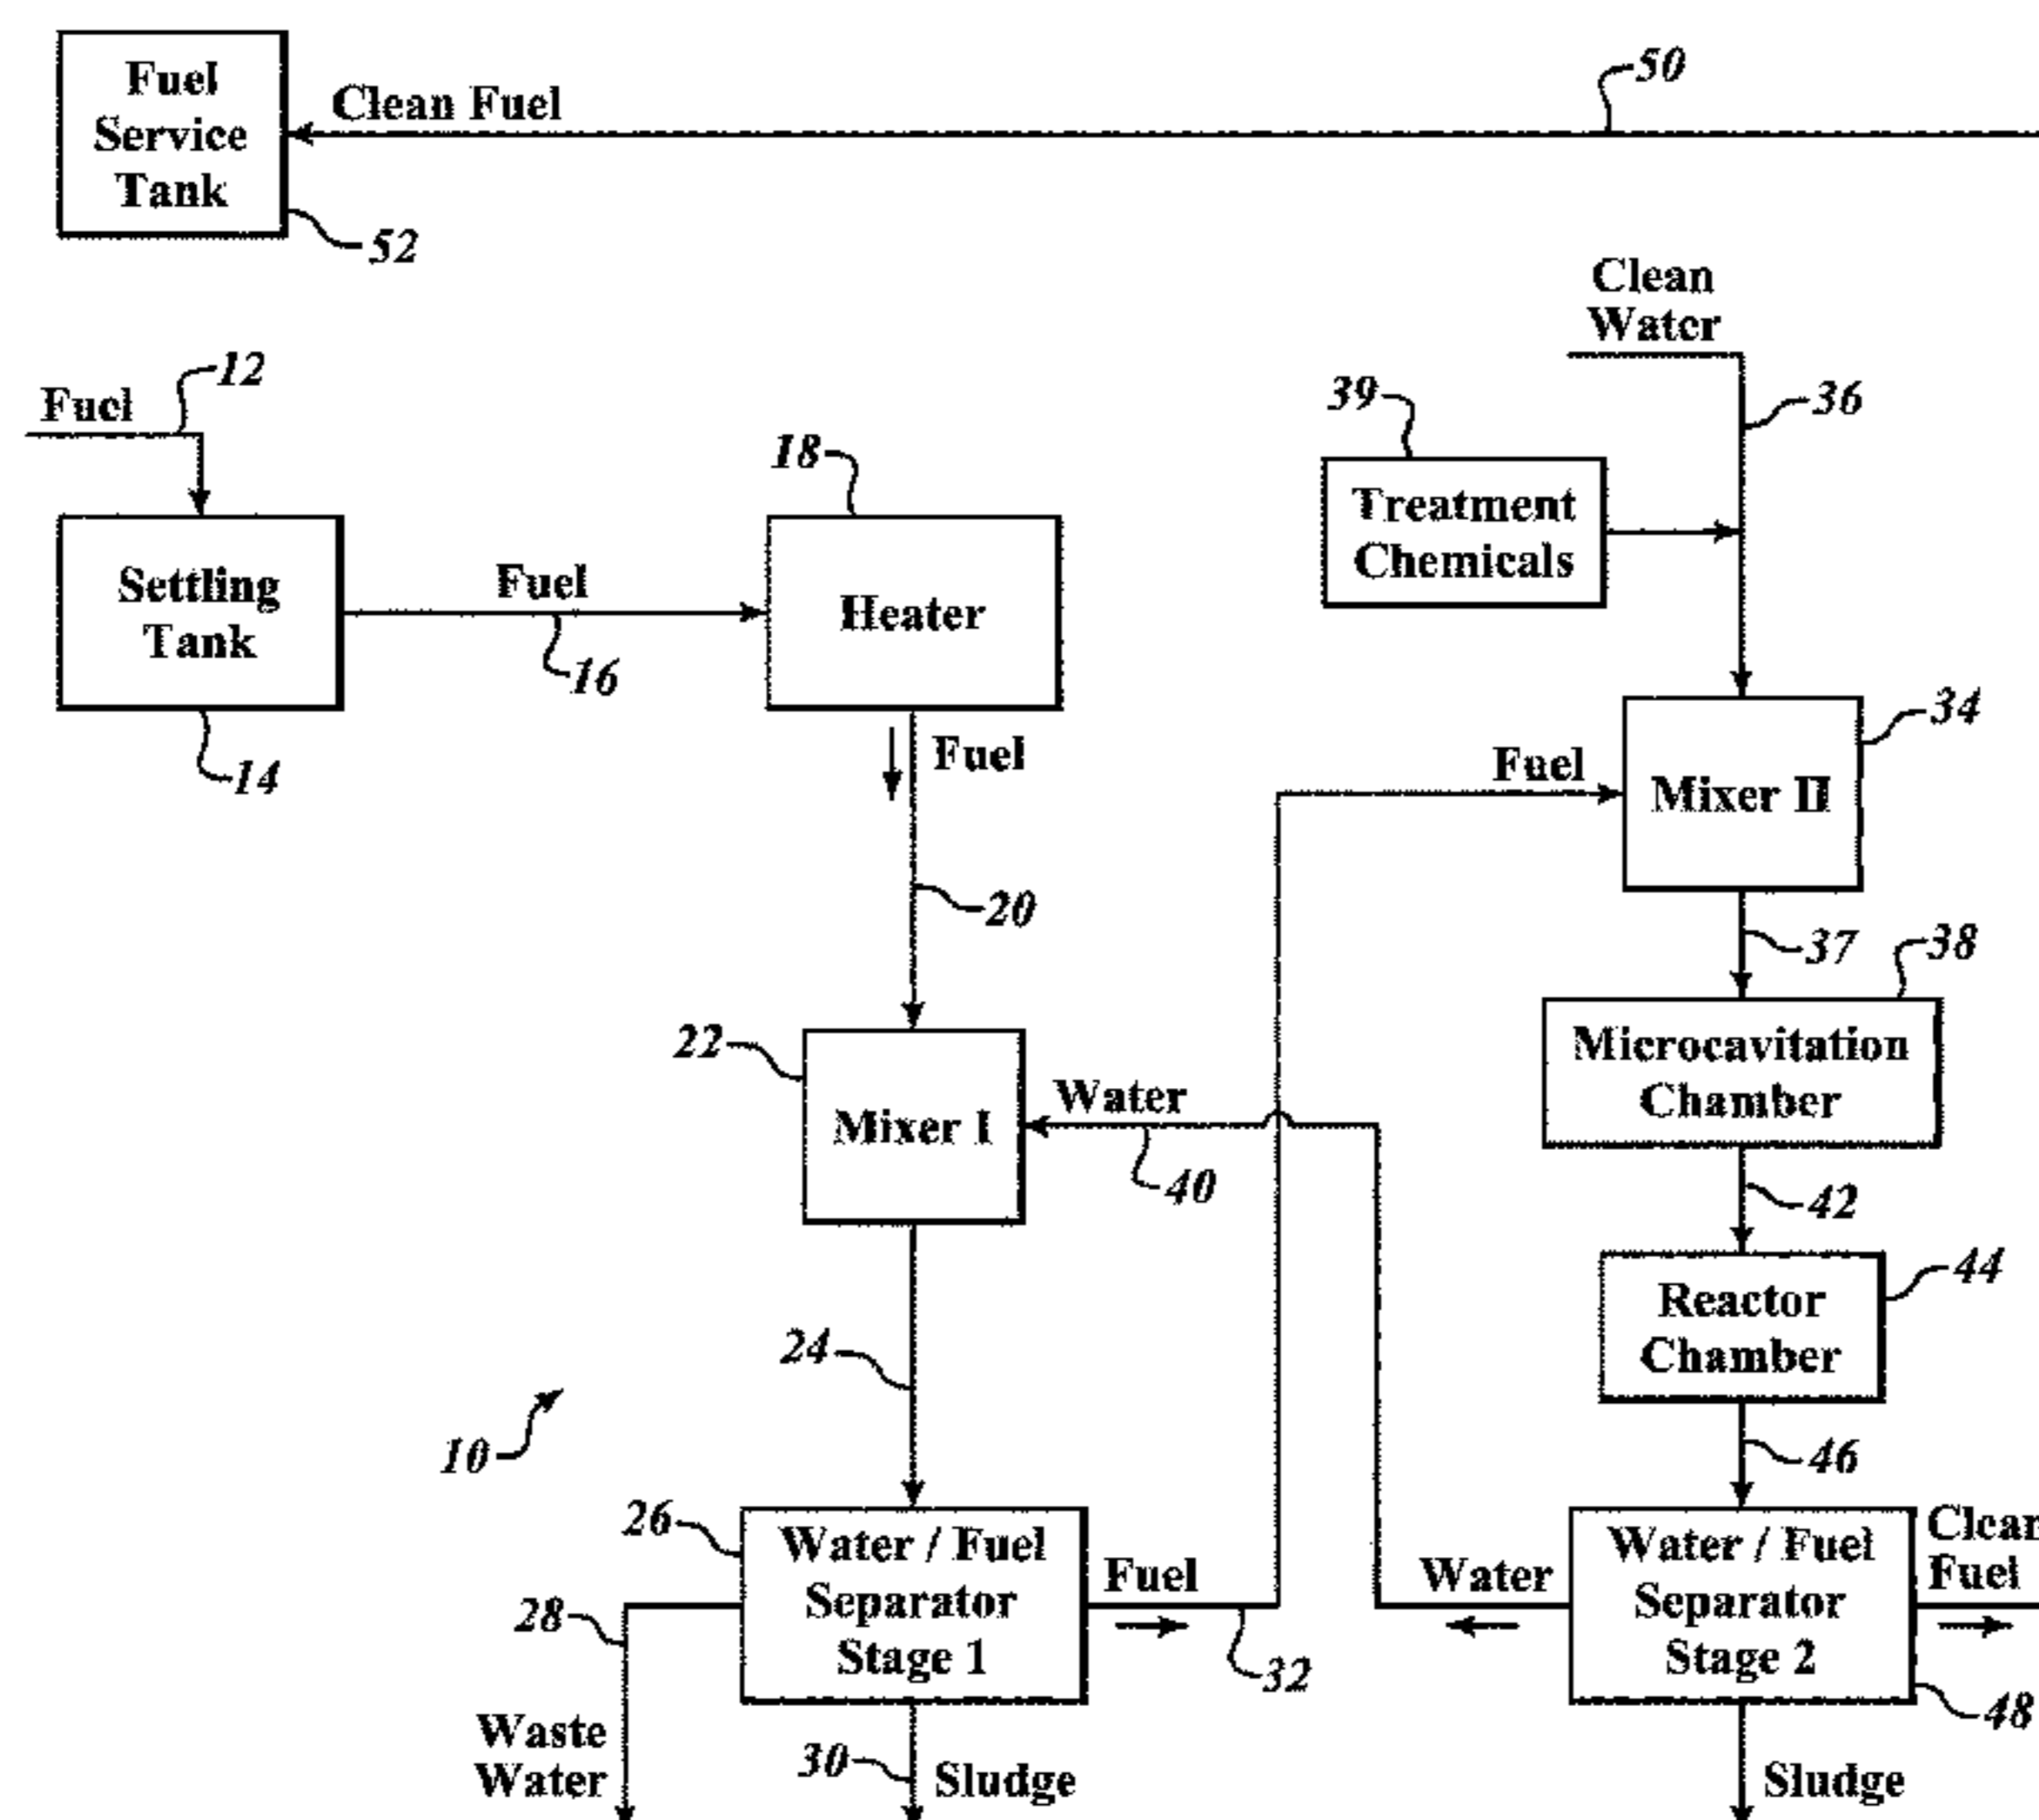 Fuel
Service
Tank
Clean Fuel
50
52
Clean
Water
Fuel
12
39
36
18
Treatment
Chemicals
Settling
Tank
Fuel
Heater
16
14
Fuel
34
Fuel
Mixer II
20
37
38
22
Microcavitation
Chamber
Water
Mixer I
40
42
44
Reactor
Chamber
24
10
46
26
Water / Fuel
Separator
Stage 1
Fuel
Water
Water / Fuel
Separator
Stage 2
Clean
Fuel
28
32
48
Waste
Water
30
Sludge
Sludge